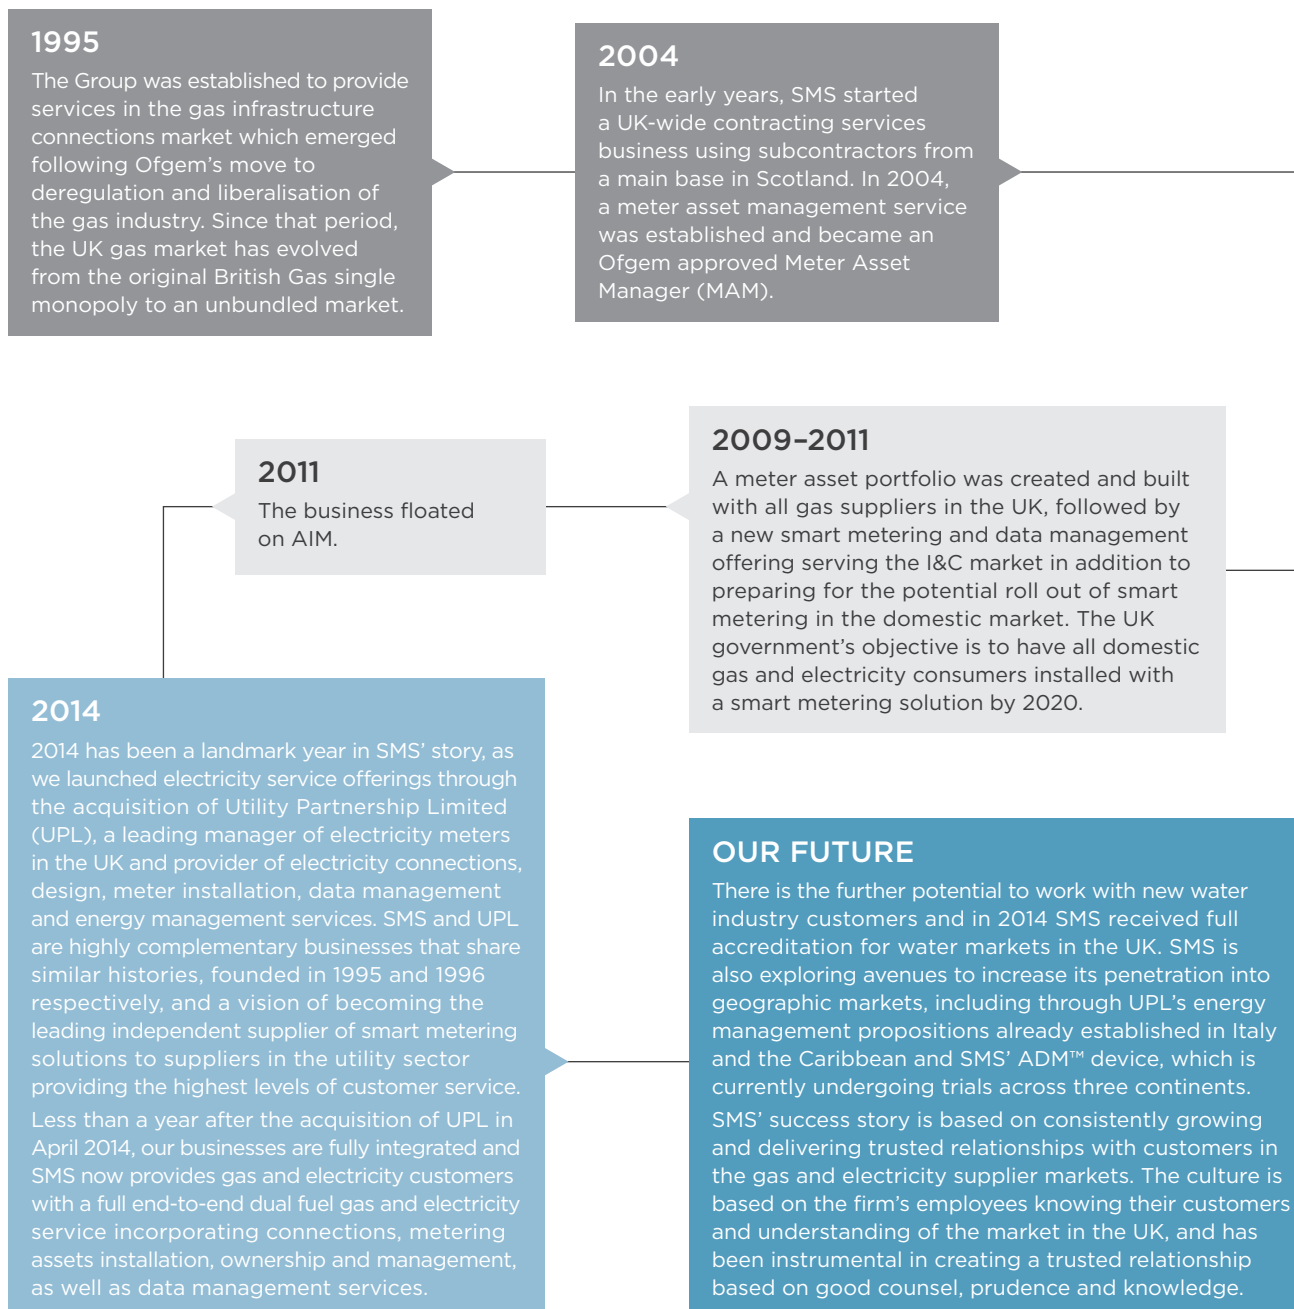 1995
The Group was established to provide
services in the gas infrastructure
connections market which emerged
following Ofgem's move to
deregulation and liberalisation of
the gas industry. Since that period,
the UK gas market has evolved
from the original British Gas single
monopoly to an unbundled market.
2004
In the early years, SMS started
a UK-wide contracting services
business using subcontractors from
a main base in Scotland. In 2004,
a meter asset management service
was established and became an
Ofgem approved Meter Asset
Manager (MAM).
2009–2011
A meter asset portfolio was created and built
with all gas suppliers in the UK, followed by
a new smart metering and data management
offering serving the I&C market in addition to
preparing for the potential roll out of smart
metering in the domestic market. The UK
government's objective is to have all domestic
gas and electricity consumers installed with
a smart metering solution by 2020.
2011
The business floated
on AIM.
2014
2014 has been a landmark year in SMS' story, as
we launched electricity service offerings through
the acquisition of Utility Partnership Limited
(UPL), a leading manager of electricity meters
in the UK and provider of electricity connections,
design, meter installation, data management
and energy management services. SMS and UPL
are highly complementary businesses that share
similar histories, founded in 1995 and 1996
respectively, and a vision of becoming the
leading independent supplier of smart metering
solutions to suppliers in the utility sector
providing the highest levels of customer service.
Less than a year after the acquisition of UPL in
April 2014, our businesses are fully integrated and
SMS now provides gas and electricity customers
with a full end-to-end dual fuel gas and electricity
service incorporating connections, metering
assets installation, ownership and management,
as well as data management services.
OUR FUTURE
There is the further potential to work with new water
industry customers and in 2014 SMS received full
accreditation for water markets in the UK. SMS is
also exploring avenues to increase its penetration into
geographic markets, including through UPL's energy
management propositions already established in Italy
and the Caribbean and SMS' ADM™ device, which is
currently undergoing trials across three continents.
SMS' success story is based on consistently growing
and delivering trusted relationships with customers in
the gas and electricity supplier markets. The culture is
based on the firm's employees knowing their customers
and understanding of the market in the UK, and has
been instrumental in creating a trusted relationship
based on good counsel, prudence and knowledge.